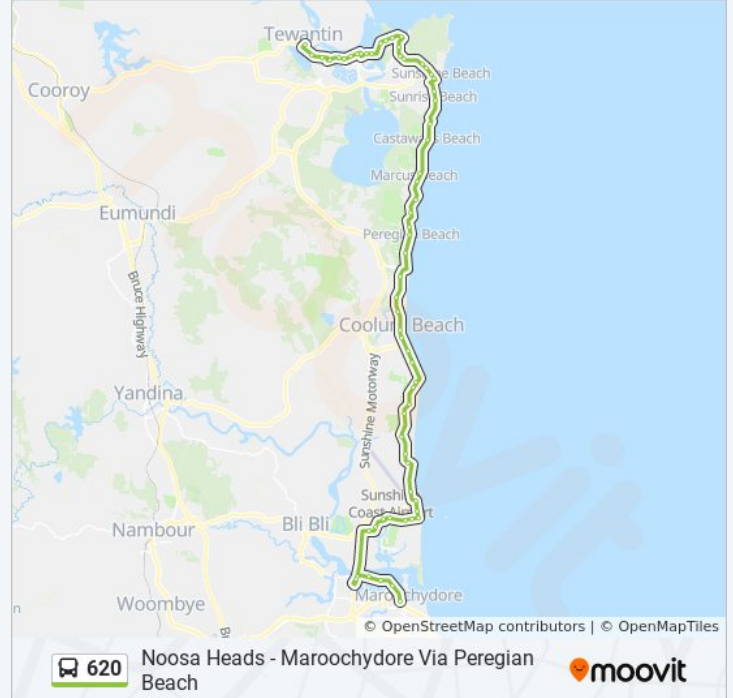 Tewantin
Cooroy
Sunshine Beach
Sunrise Beach
Castaways Beach
Marcus Beach
Eumundi
Peregian Beach
Bruce Highway
Coolum Beach
Yandina
Sunshine Motorway
Sunshine
Coast Airport
Nambour
Bli Bli
Maroochydore
Woombye
n
B
© OpenStreetMap contributors | © OpenMapTiles
620
Noosa Heads - Maroochydore Via Peregian
Beach
moovit